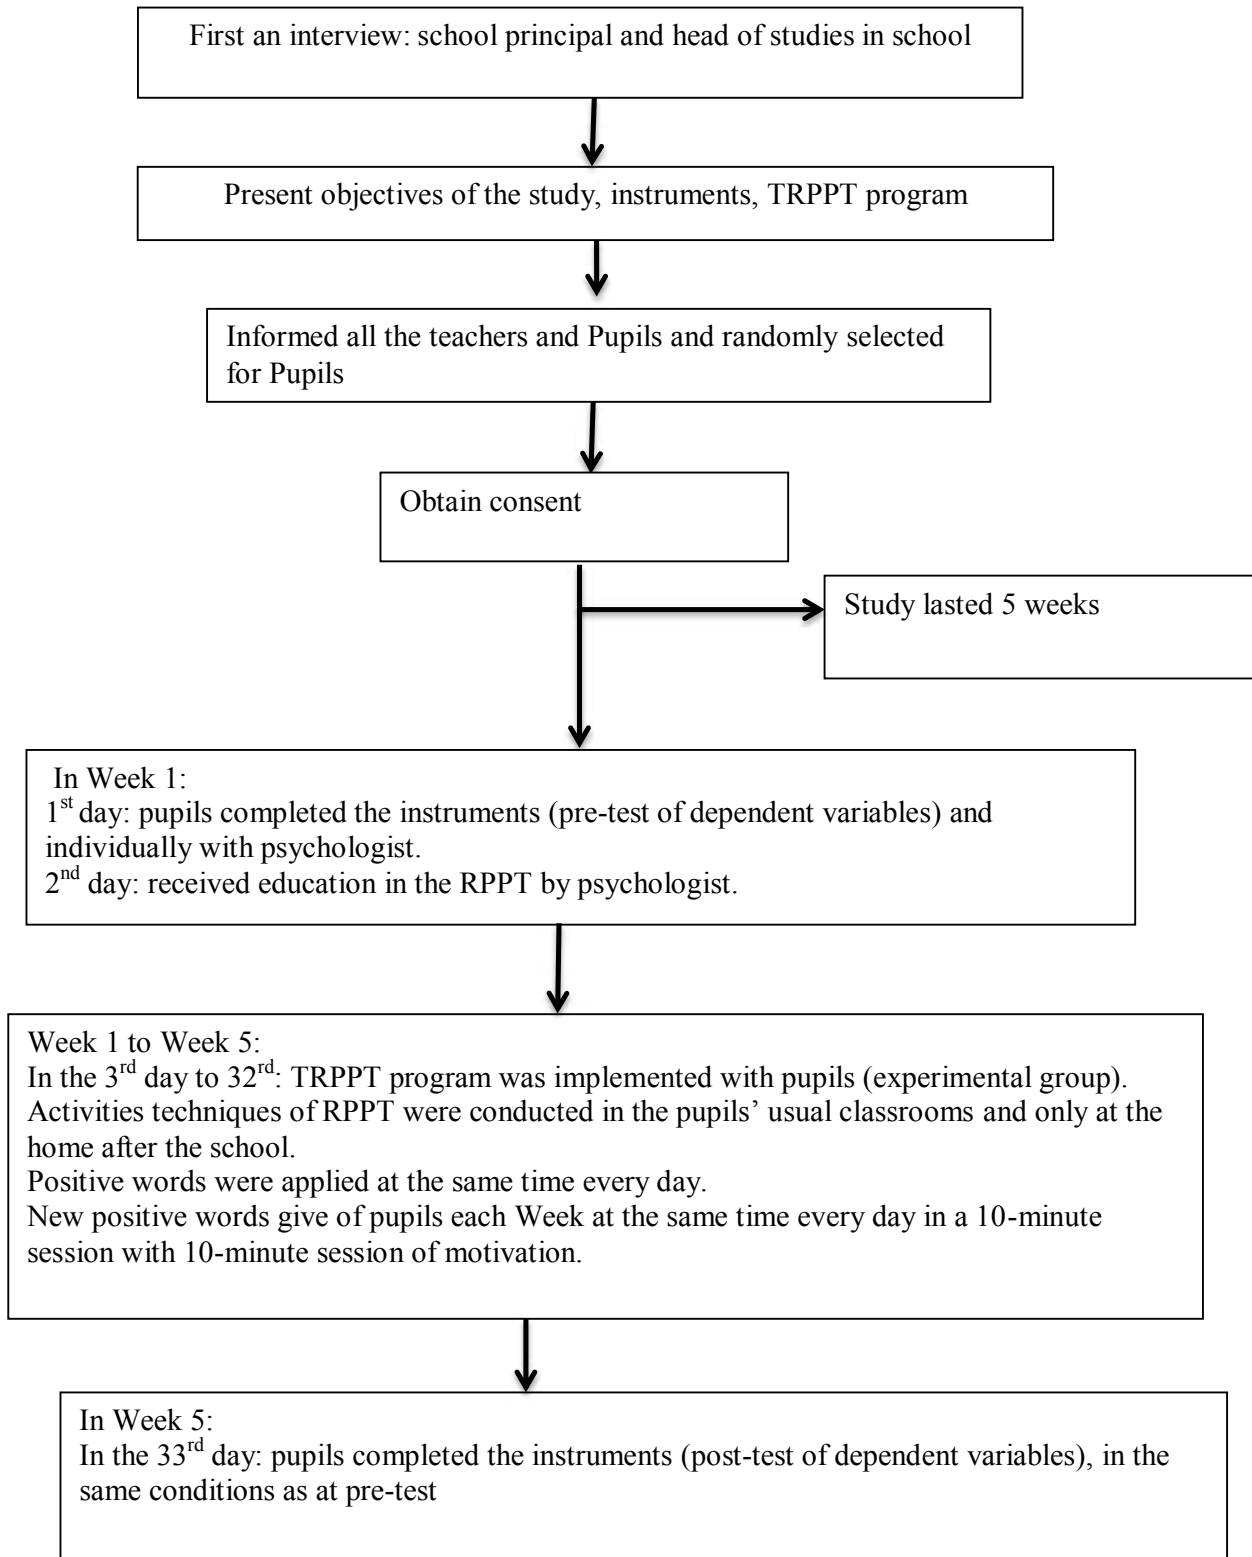 First an interview: school principal and head of studies in school
Present objectives of the study, instruments, TRPPT program
Informed all the teachers and Pupils and randomly selected
for Pupils
Obtain consent
Study lasted 5 weeks
In Week 1:
1st day: pupils completed the instruments (pre-test of dependent variables) and
individually with psychologist.
2nd day: received education in the RPPT by psychologist.
Week 1 to Week 5:
In the 3rd day to 32rd: TRPPT program was implemented with pupils (experimental group).
Activities techniques of RPPT were conducted in the pupils’ usual classrooms and only at the
home after the school.
Positive words were applied at the same time every day.
New positive words give of pupils each Week at the same time every day in a 10-minute
session with 10-minute session of motivation.
In Week 5:
In the 33rd day: pupils completed the instruments (post-test of dependent variables), in the
same conditions as at pre-test